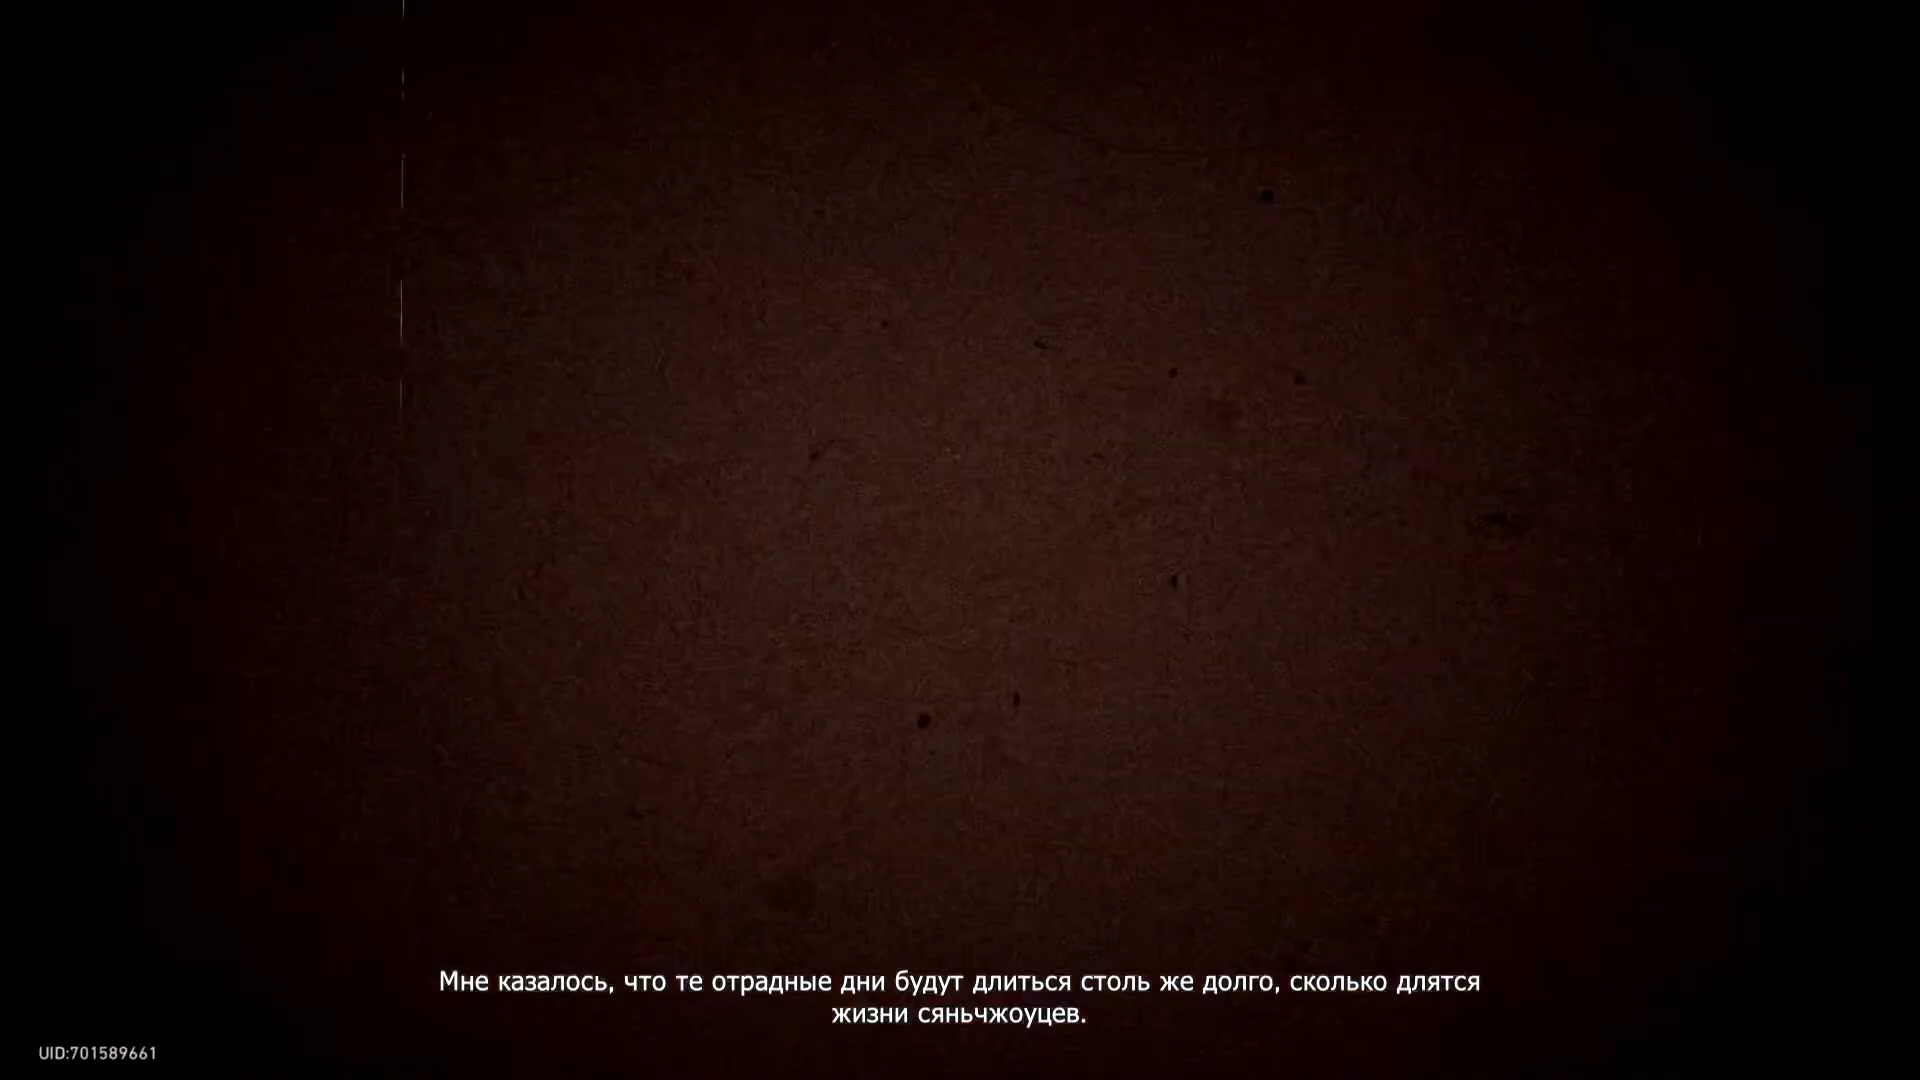 Мне казалось, что те отрадные дни будут длиться столь же долго, сколько длятся
жизни сяньчжоуцев.
UID:701589661